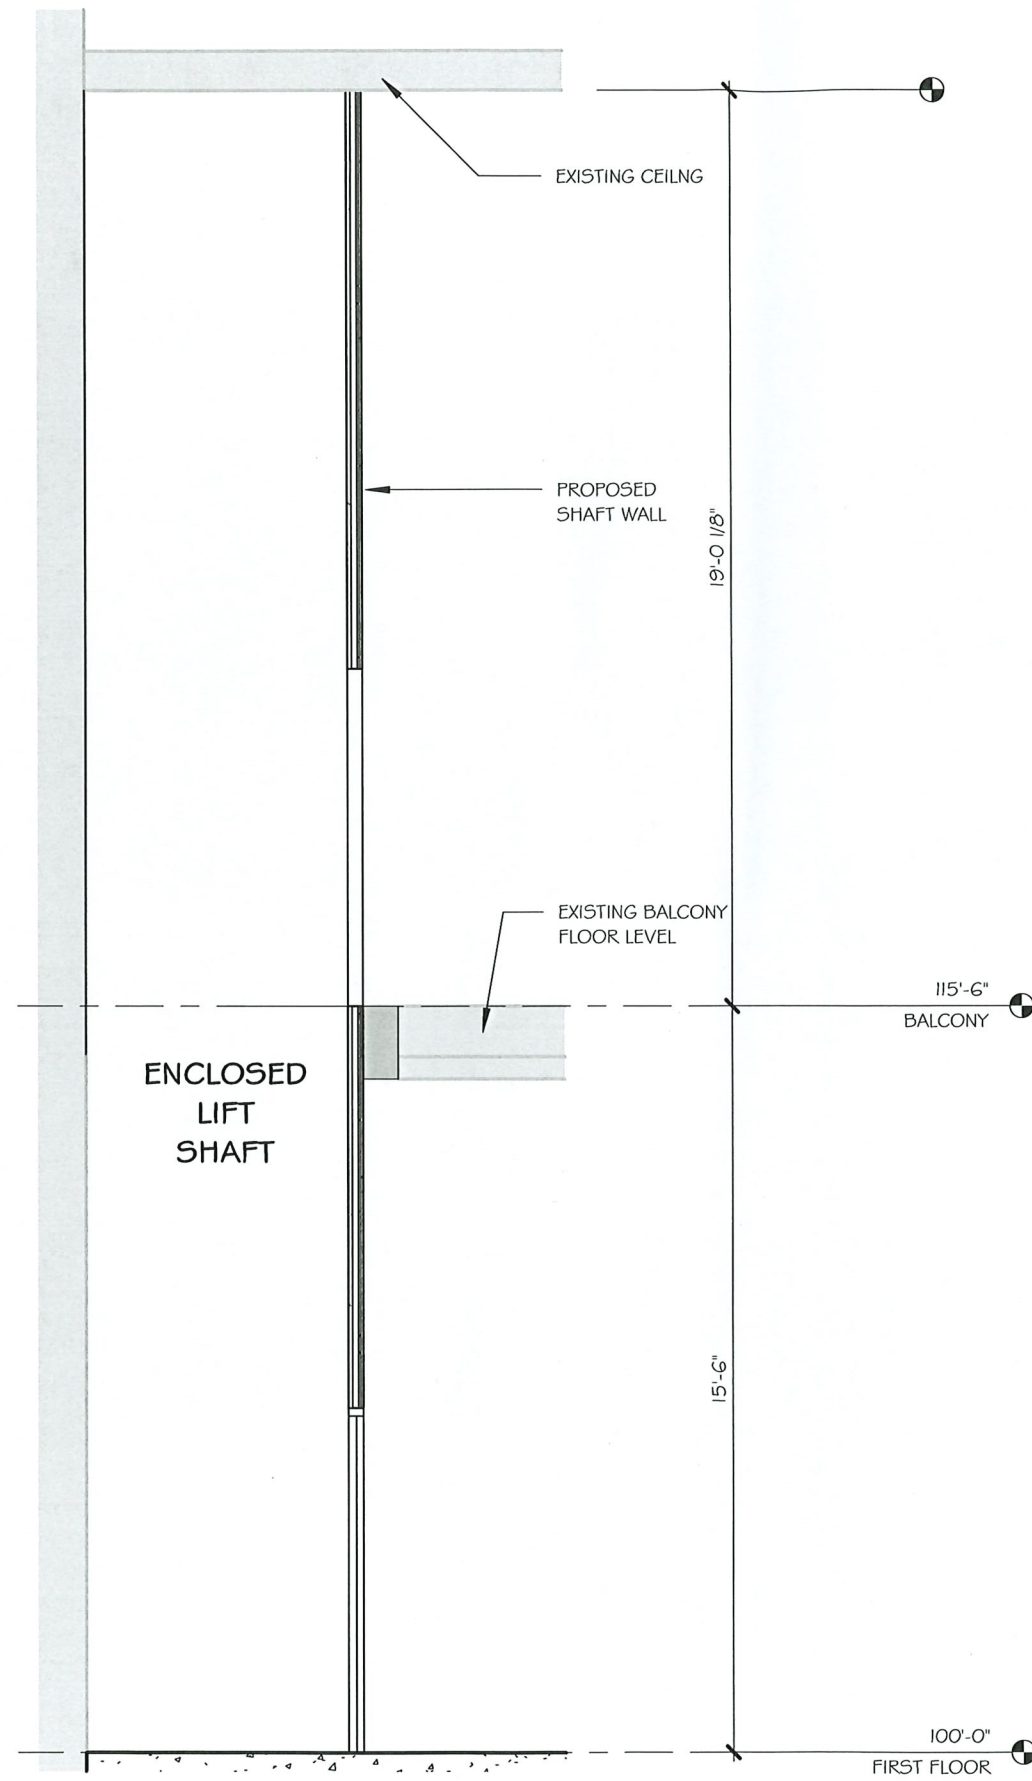 EXISTING CEILNG
PROPOSED
SHAFT WALL
19'-0 1/8"
EXISTING BALCONY
FLOOR LEVEL
115'-6"
BALCONY
ENCLOSED
LIFT
SHAFT
15'-6"
100'-0"
FIRST FLOOR